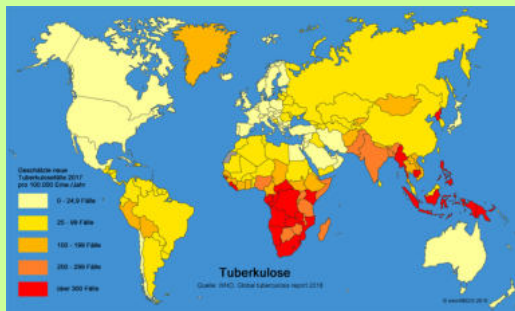 Geschätzte neue
Tuberkulosefälle 2017
pro 100 000 Einw./Jahr
0 - 24,9 Fälle
25 - 99 Fälle
100 - 199 Fälle
200 - 299 Fälle
über 300 Fälle
Tuberkulose
Quelle: WHO, Global tuberculosis report 2018